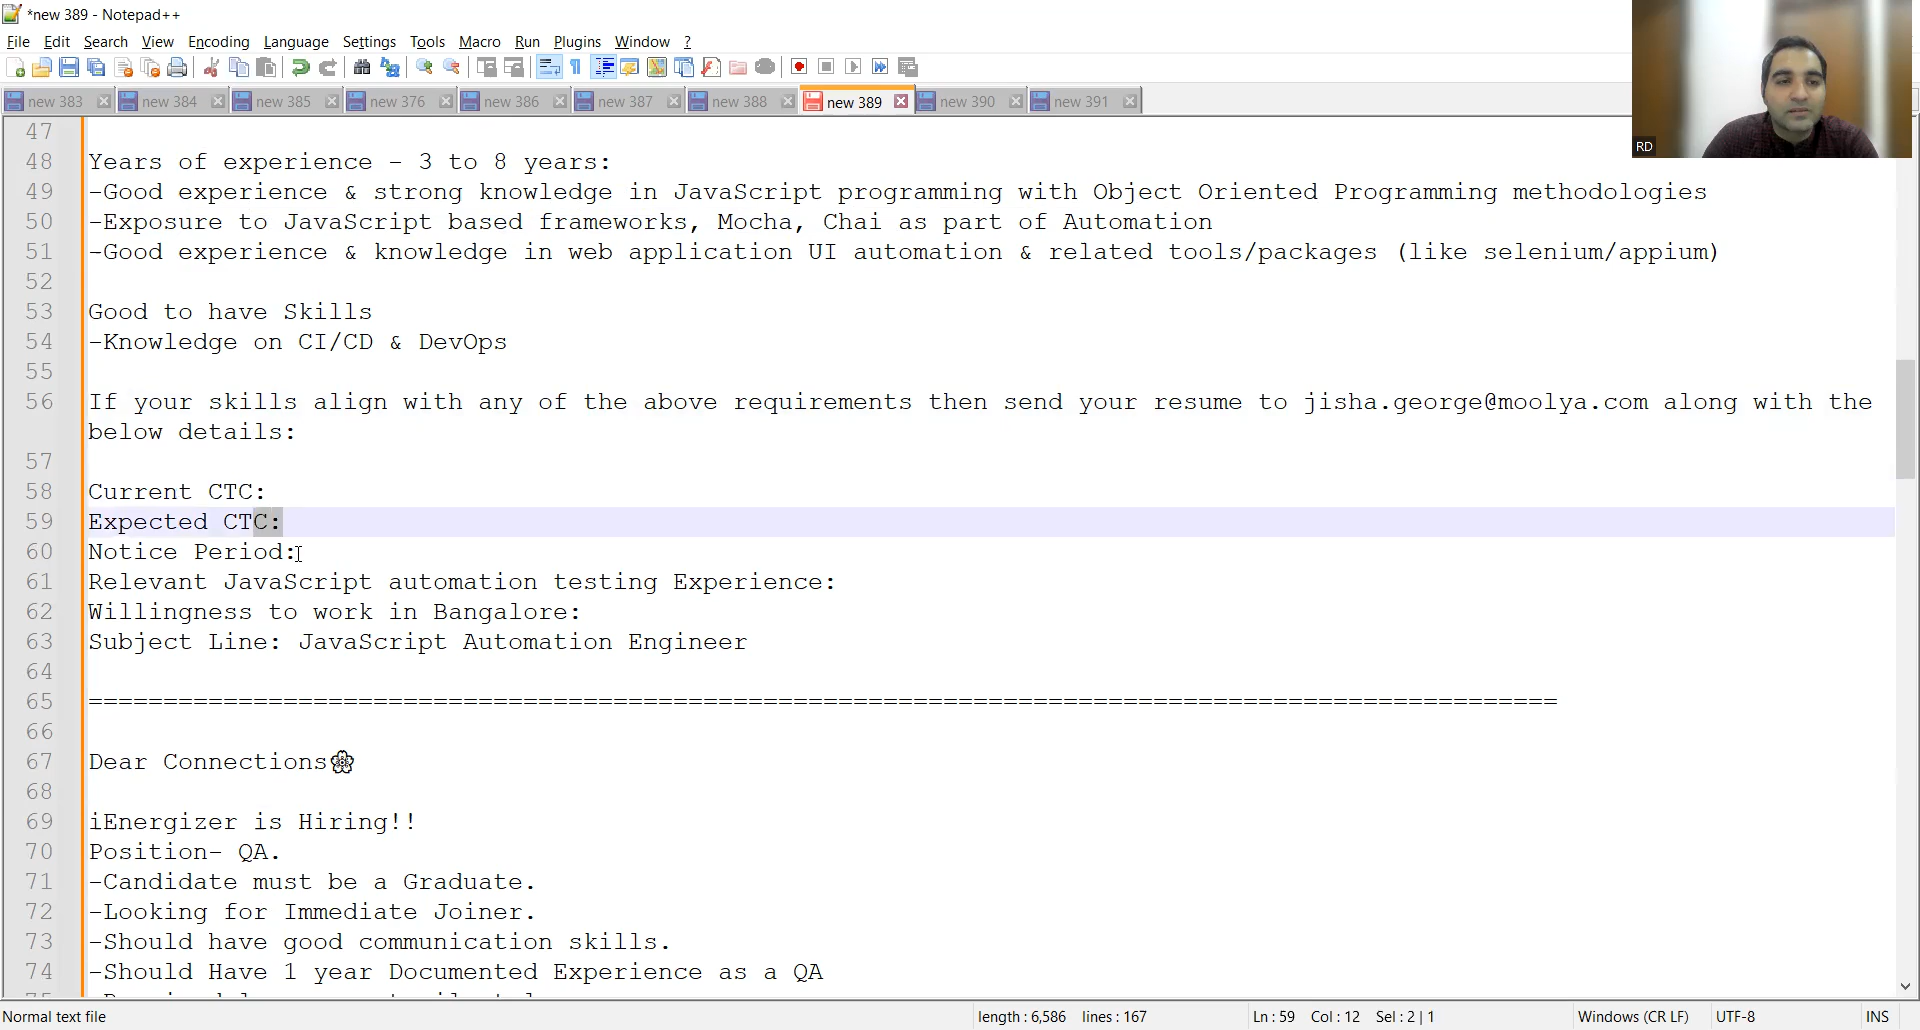 *new 389 - Notepad++
File Edit Search View Encoding Language Settings Tools Macro Run Plugins Window ?
new 383 new 384 new 385 new 376 new 386 new 387 new 388 new 389 new 390 new 391
RD
47
48 Years of experience - 3 to 8 years:
49 -Good experience & strong knowledge in JavaScript programming with Object Oriented Programming methodologies
50 -Exposure to JavaScript based frameworks, Mocha, Chai as part of Automation
51 -Good experience & knowledge in web application UI automation & related tools/packages (like selenium/appium)
52
53 Good to have Skills
54 -Knowledge on CI/CD & DevOps
55
56 If your skills align with any of the above requirements then send your resume to jisha.george@moolya.com along with the
below details:
57
58 Current CTC:
59 Expected CTC:
60 Notice Period:
61 Relevant JavaScript automation testing Experience:
62 Willingness to work in Bangalore:
63 Subject Line: JavaScript Automation Engineer
64
65 ==================================================================================================
66
67 Dear Connections🌼
68
69 iEnergizer is Hiring!!
70 Position- QA.
71 -Candidate must be a Graduate.
72 -Looking for Immediate Joiner.
73 -Should have good communication skills.
74 -Should Have 1 year Documented Experience as a QA
Normal text file length : 6,586 lines : 167 Ln : 59 Col : 12 Sel : 2 | 1 Windows (CR LF) UTF-8 INS